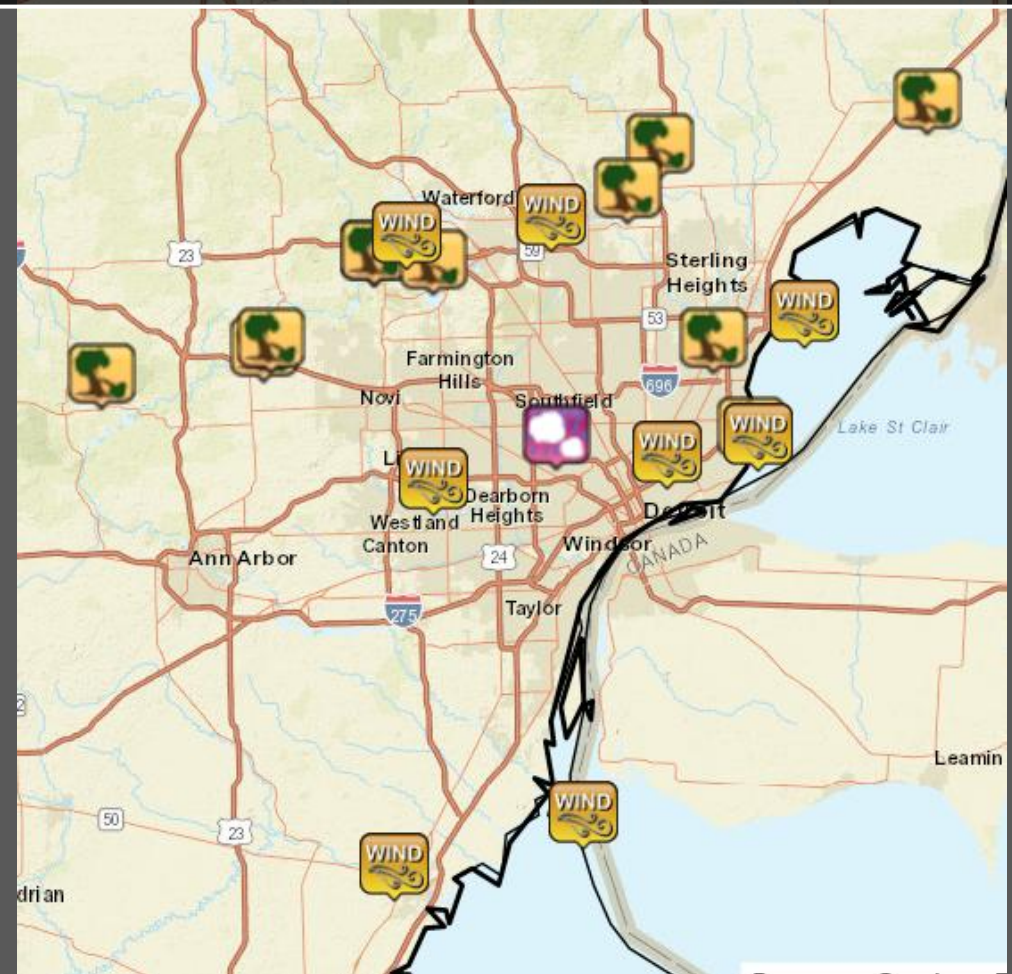 Waterford
WIND
WIND
59
23
Sterling
Heights
WIND
53
Farmington
Hills
696
Novi
Southfield
WIND
WIND
Lake St Clair
Li
WIND
Dearborn
Heights
Westland
Detroit
Canton
Windsor
CANADA
Ann Arbor
24
275
Taylor
2
Leamin
WIND
50
23
WIND
drian